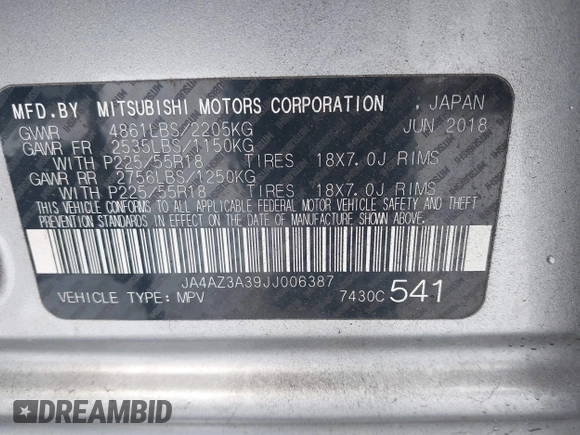 MFD.BY MITSUBISHI MOTORS CORPORATION . JAPAN
GVWR 4861LBS/2205KG JUN 2018
GAWR FR 2535LBS/1150KG
WITH P225/55R18 TIRES 18X7.0J RIMS
GAWR RR 2756LBS/1250KG
WITH P225/55R18 TIRES 18X7.0J RIMS
THIS VEHICLE CONFORMS TO ALL APPLICABLE FEDERAL MOTOR VEHICLE SAFETY AND THEFT
PREVENTION STANDARDS IN EFFECT ON THE DATE OF MANUFACTURE SHOWN ABOVE.
JA4AZ3A39JJ006387
VEHICLE TYPE: MPV 7430C 541
DREAMBID